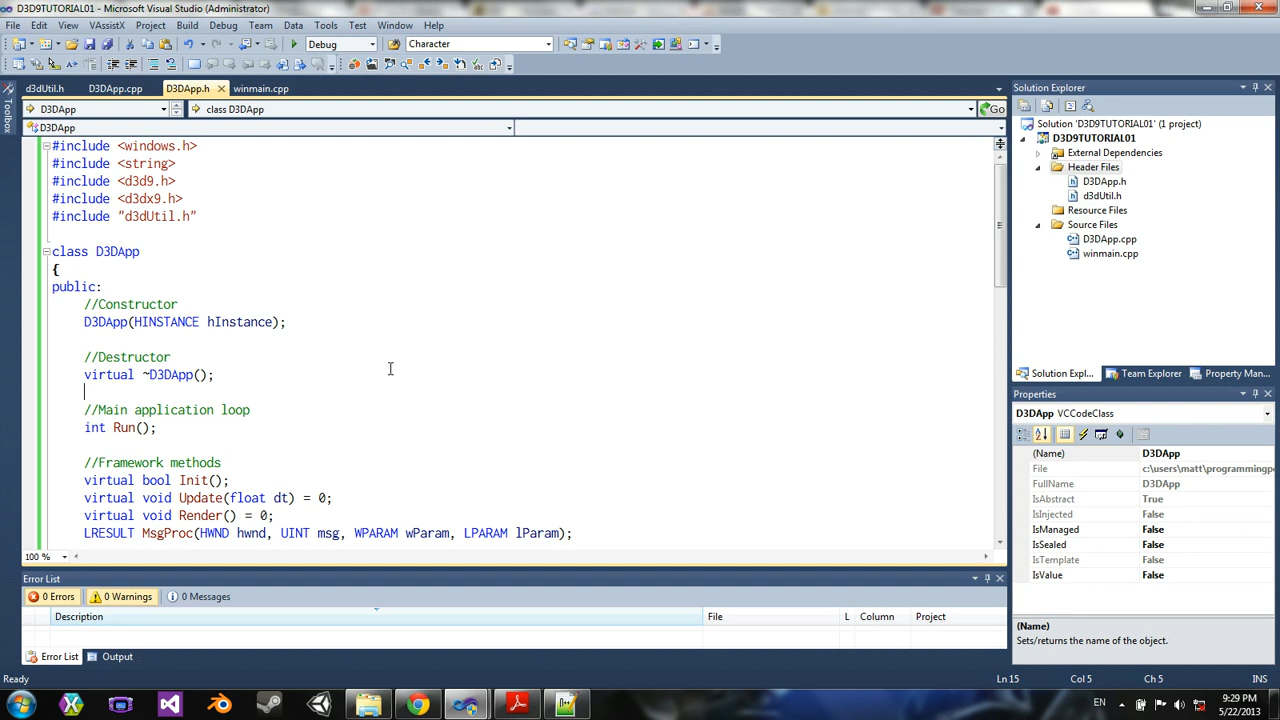 D3D9TUTORIAL01 - Microsoft Visual Studio (Administrator)
File Edit View VAssistX Project Build Debug Team Data Tools Test Window Help
Debug Character
d3dUtil.h D3DApp.cpp D3DApp.h winmain.cpp
D3DApp class D3DApp Go
D3DApp
Toolbox
#include <windows.h>
#include <string>
#include <d3d9.h>
#include <d3dx9.h>
#include "d3dUtil.h"
class D3DApp
{
public:
//Constructor
D3DApp(HINSTANCE hInstance);
//Destructor
virtual ~D3DApp();
//Main application loop
int Run();
//Framework methods
virtual bool Init();
virtual void Update(float dt) = 0;
virtual void Render() = 0;
LRESULT MsgProc(HWND hwnd, UINT msg, WPARAM wParam, LPARAM lParam);
100 %
Error List
0 Errors 0 Warnings 0 Messages
Description File L Column Project
Error List Output
Solution Explorer
Solution 'D3D9TUTORIAL01' (1 project)
D3D9TUTORIAL01
External Dependencies
Header Files
D3DApp.h
d3dUtil.h
Resource Files
Source Files
D3DApp.cpp
winmain.cpp
Solution Expl... Team Explorer Property Man...
Properties
D3DApp VCCodeClass
(Name) D3DApp
File c:\users\matt\programmingp
FullName D3DApp
IsAbstract True
IsInjected False
IsManaged False
IsSealed False
IsTemplate False
IsValue False
(Name)
Sets/returns the name of the object.
Ready Ln 15 Col 5 Ch 5 INS
EN 9:29 PM
5/22/2013